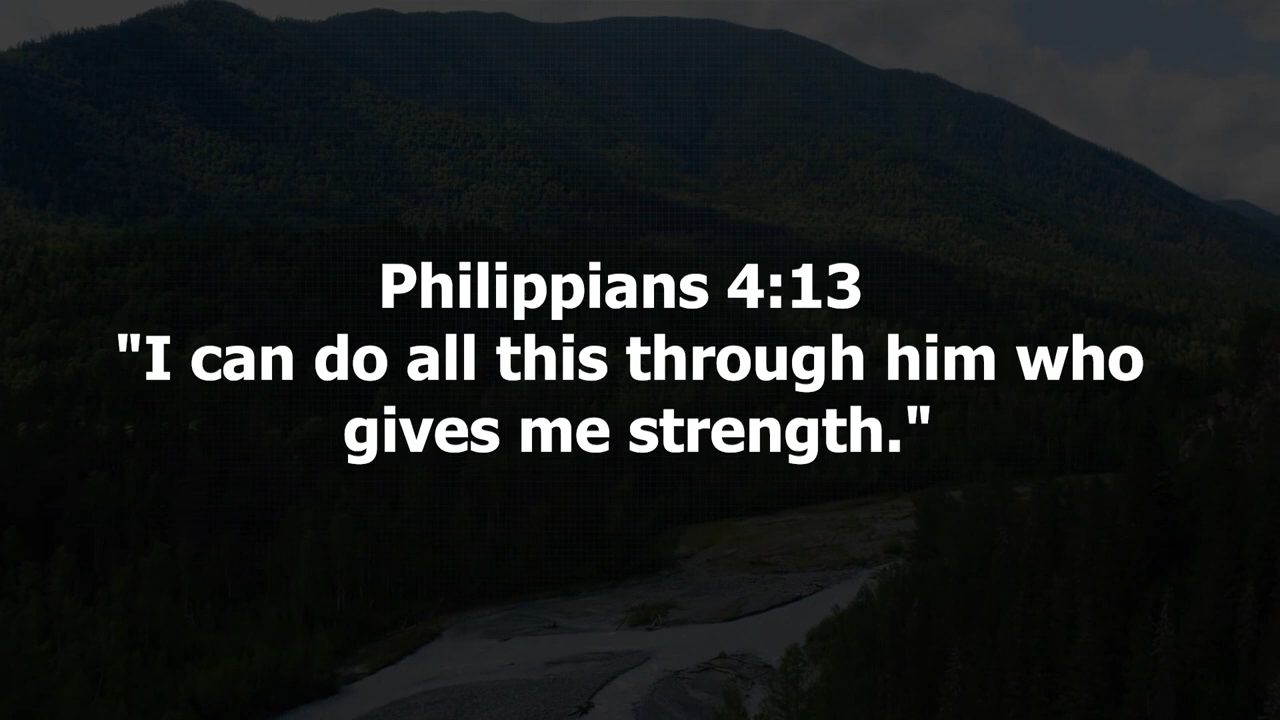 Philippians 4:13
"I can do all this through him who
gives me strength."